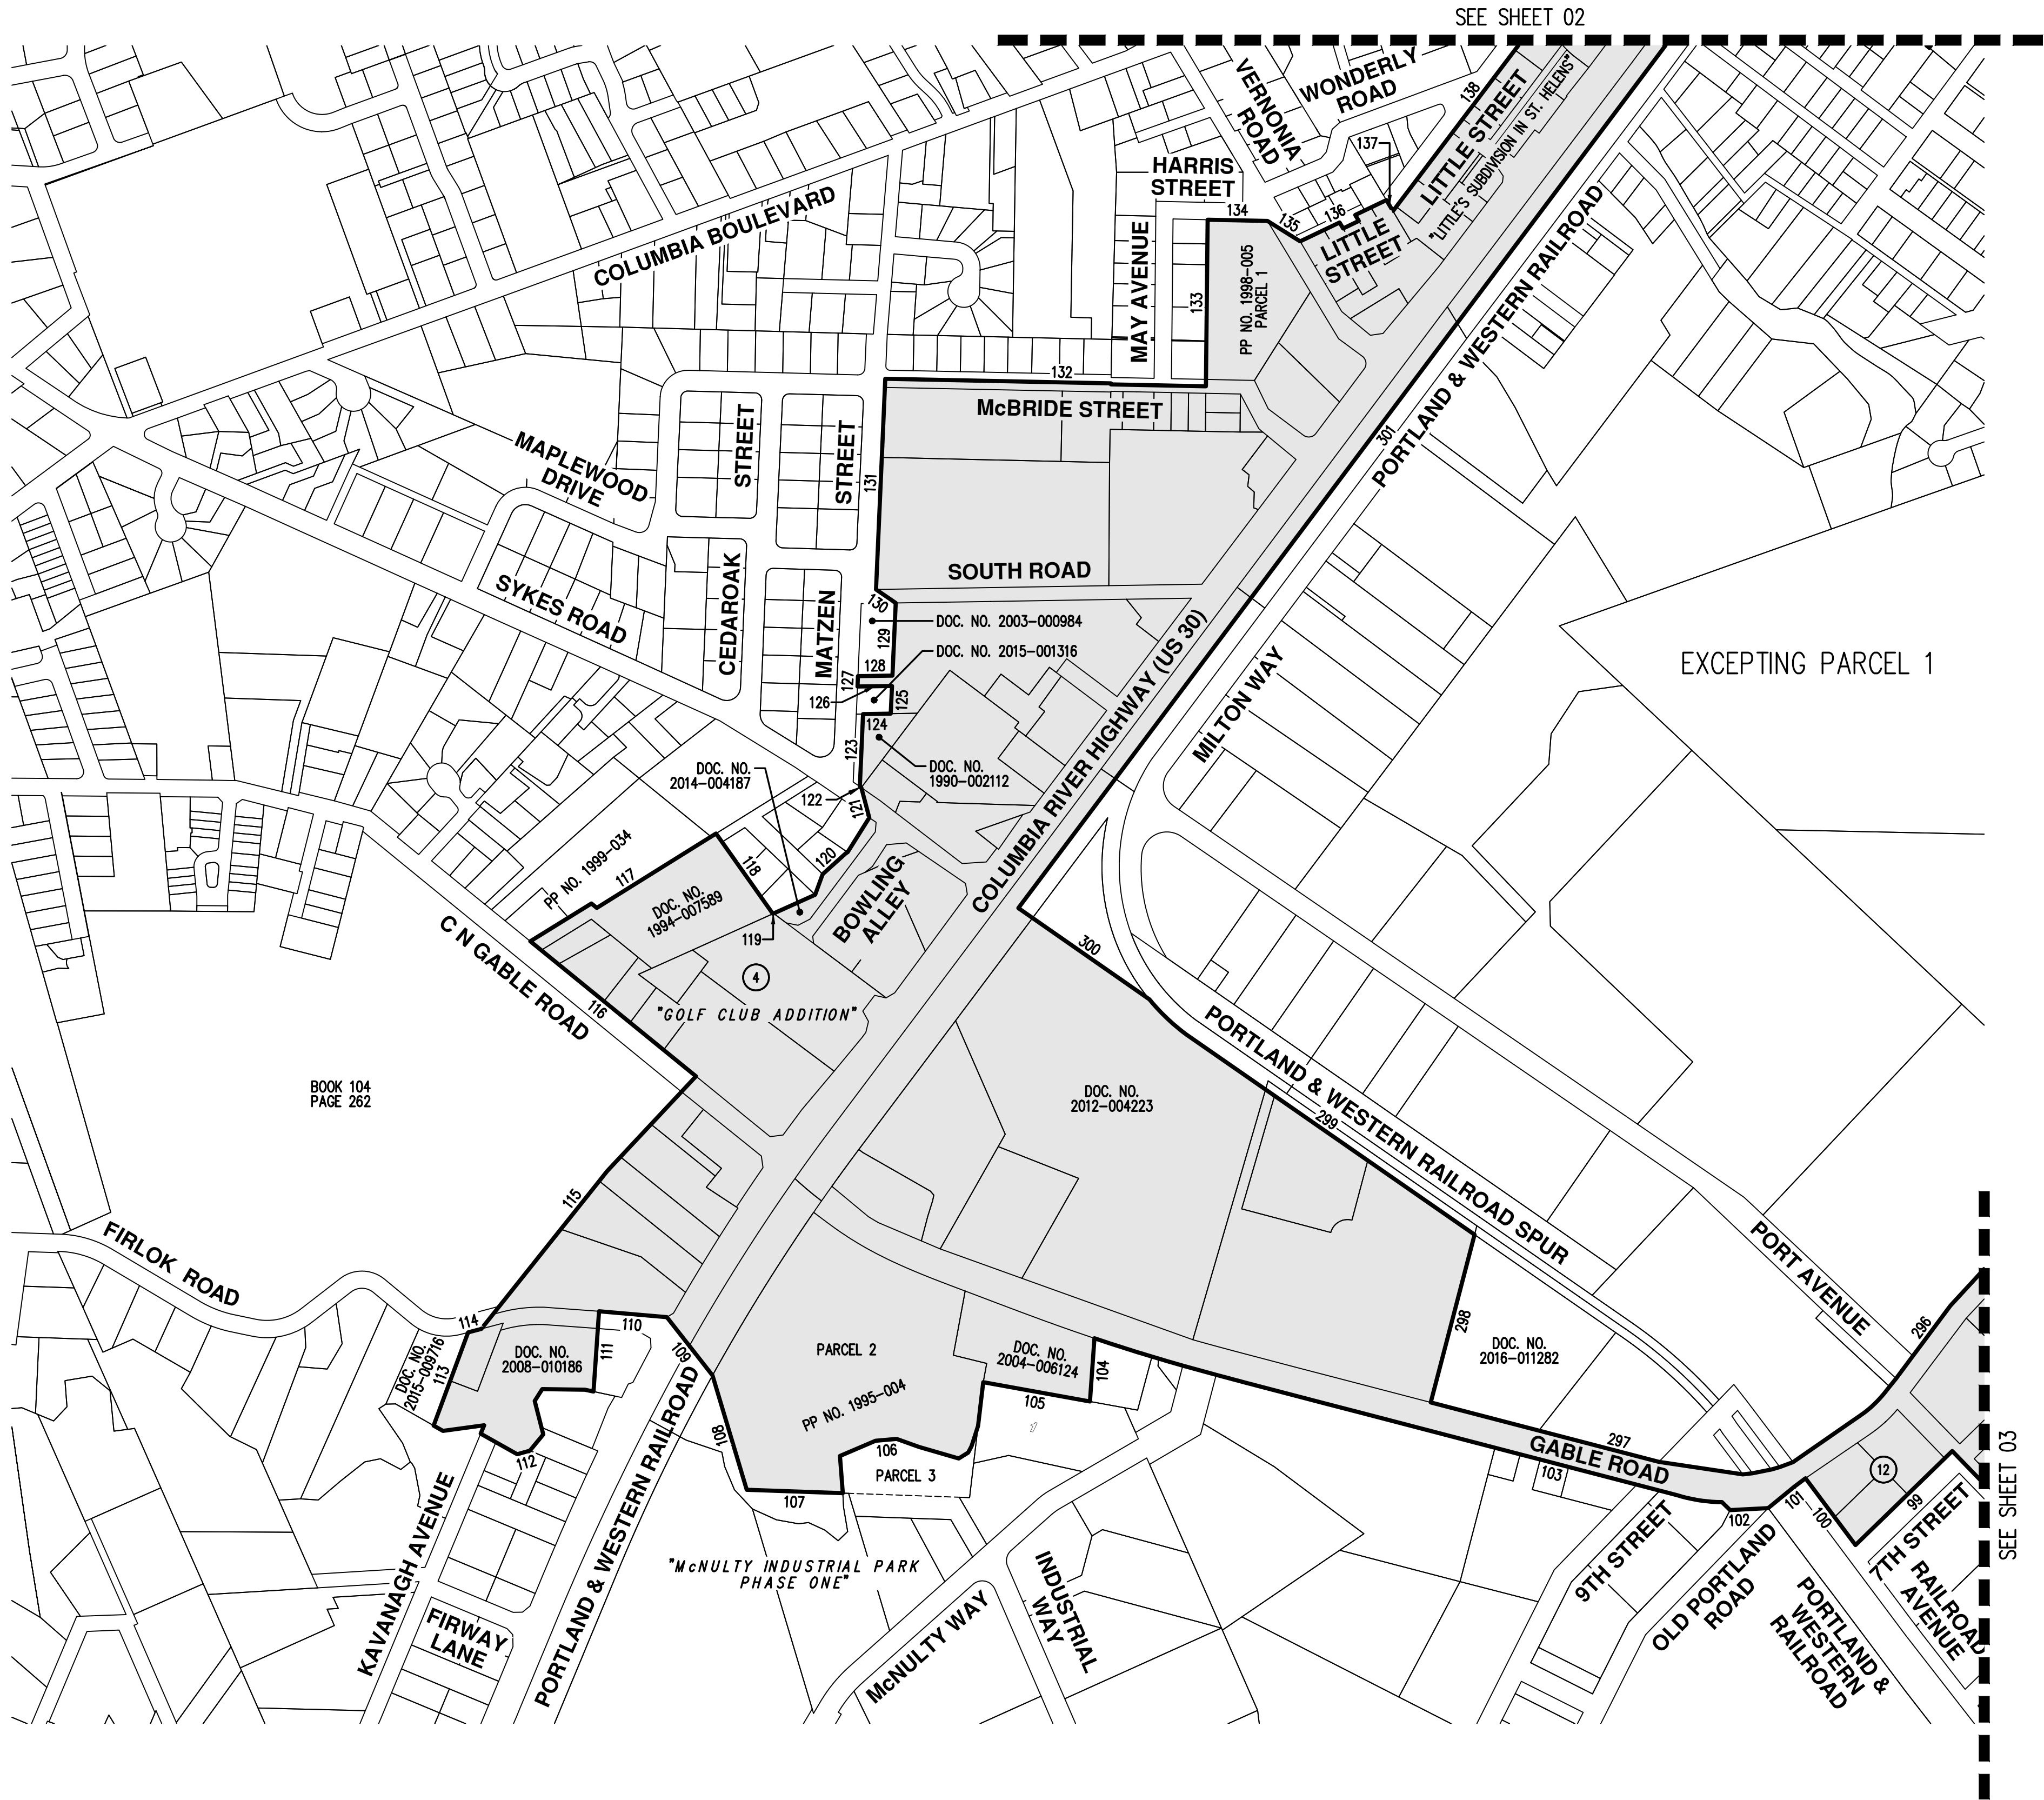 SEE SHEET 02
VERNONIA
ROAD
WONDERLY
ROAD
138
LITTLE STREET
"LITTLE'S SUBDIVISION IN ST. HELENS"
137
HARRIS
STREET
134
135
136
LITTLE
STREET
COLUMBIA BOULEVARD
MAY AVENUE
133
PP NO. 1998-005
PARCEL 1
PORTLAND & WESTERN RAILROAD
132
McBRIDE STREET
301
MAPLEWOOD
DRIVE
STREET
STREET
131
SOUTH ROAD
SYKES ROAD
CEDAROAK
MATZEN
130
DOC. NO. 2003-000984
129
DOC. NO. 2015-001316
128
127
126
125
124
123
DOC. NO.
1990-002112
COLUMBIA RIVER HIGHWAY (US 30)
MILTON WAY
EXCEPTING PARCEL 1
DOC. NO.
2014-004187
122
121
120
118
PP NO. 1999-034
117
DOC. NO.
1994-007589
119
BOWLING
ALLEY
C N GABLE ROAD
116
4
"GOLF CLUB ADDITION"
300
PORTLAND & WESTERN RAILROAD SPUR
299
BOOK 104
PAGE 262
DOC. NO.
2012-004223
115
FIRLOK ROAD
PORT AVENUE
296
114
110
111
109
DOC. NO.
2008-010186
DOC. NO.
2015-009716
113
PARCEL 2
PP NO. 1995-004
DOC. NO.
2004-006124
104
105
1
298
DOC. NO.
2016-011282
108
106
PARCEL 3
107
112
297
GABLE ROAD
103
102
101
100
12
99
7TH STREET
SEE SHEET 03
9TH STREET
OLD PORTLAND
ROAD
PORTLAND &
WESTERN
RAILROAD
RAILROAD
AVENUE
KAVANAGH AVENUE
FIRWAY
LANE
PORTLAND & WESTERN RAILROAD
"McNULTY INDUSTRIAL PARK
PHASE ONE"
McNULTY WAY
INDUSTRIAL
WAY